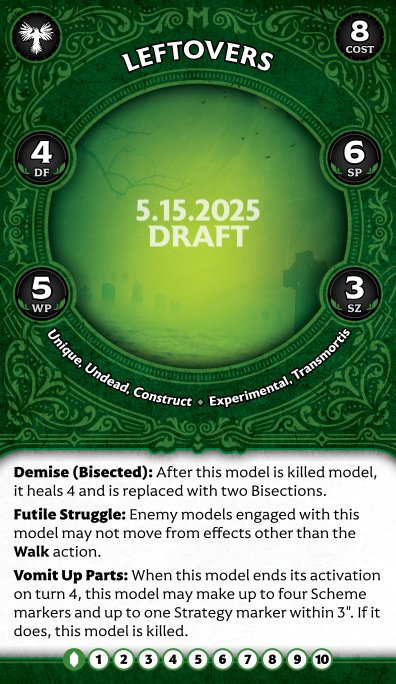 LEFTOVERS
8
COST
4
DF
6
SP
5.15.2025
DRAFT
5
WP
3
SZ
Unique, Undead, Construct ◆ Experimental, Transmortis
Demise (Bisected): After this model is killed model,
it heals 4 and is replaced with two Bisections.
Futile Struggle: Enemy models engaged with this
model may not move from effects other than the
Walk action.
Vomit Up Parts: When this model ends its activation
on turn 4, this model may make up to four Scheme
markers and up to one Strategy marker within 3". If it
does, this model is killed.
1 2 3 4 5 6 7 8 9 10